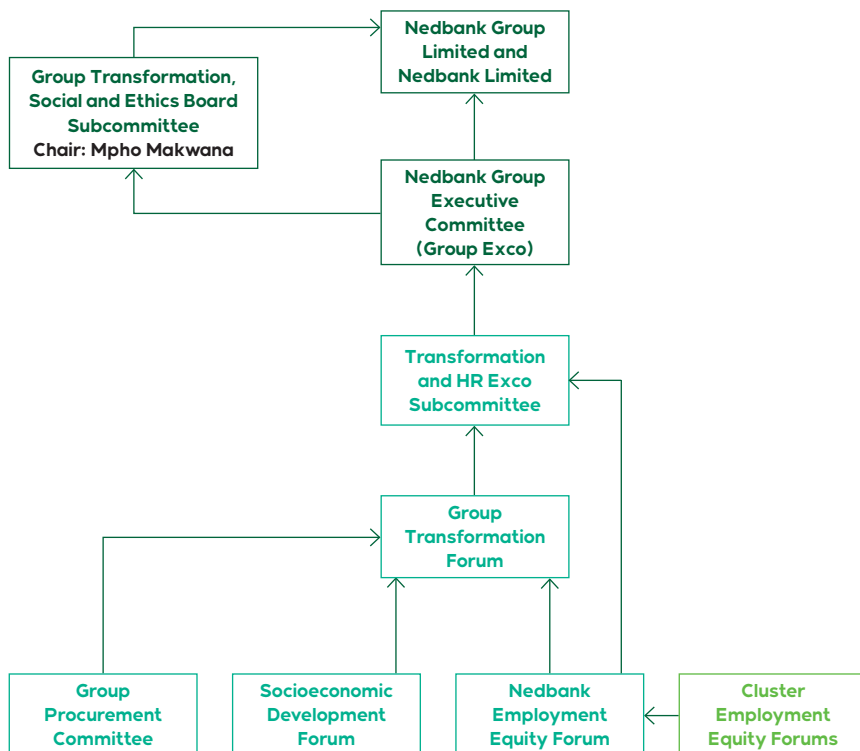 Nedbank Group
Limited and
Nedbank Limited
Group Transformation,
Social and Ethics Board
Subcommittee
Chair: Mpho Makwana
Nedbank Group
Executive
Committee
(Group Exco)
Transformation
and HR Exco
Subcommittee
Group
Transformation
Forum
Group
Procurement
Committee
Socioeconomic
Development
Forum
Nedbank
Employment
Equity Forum
Cluster
Employment
Equity Forums